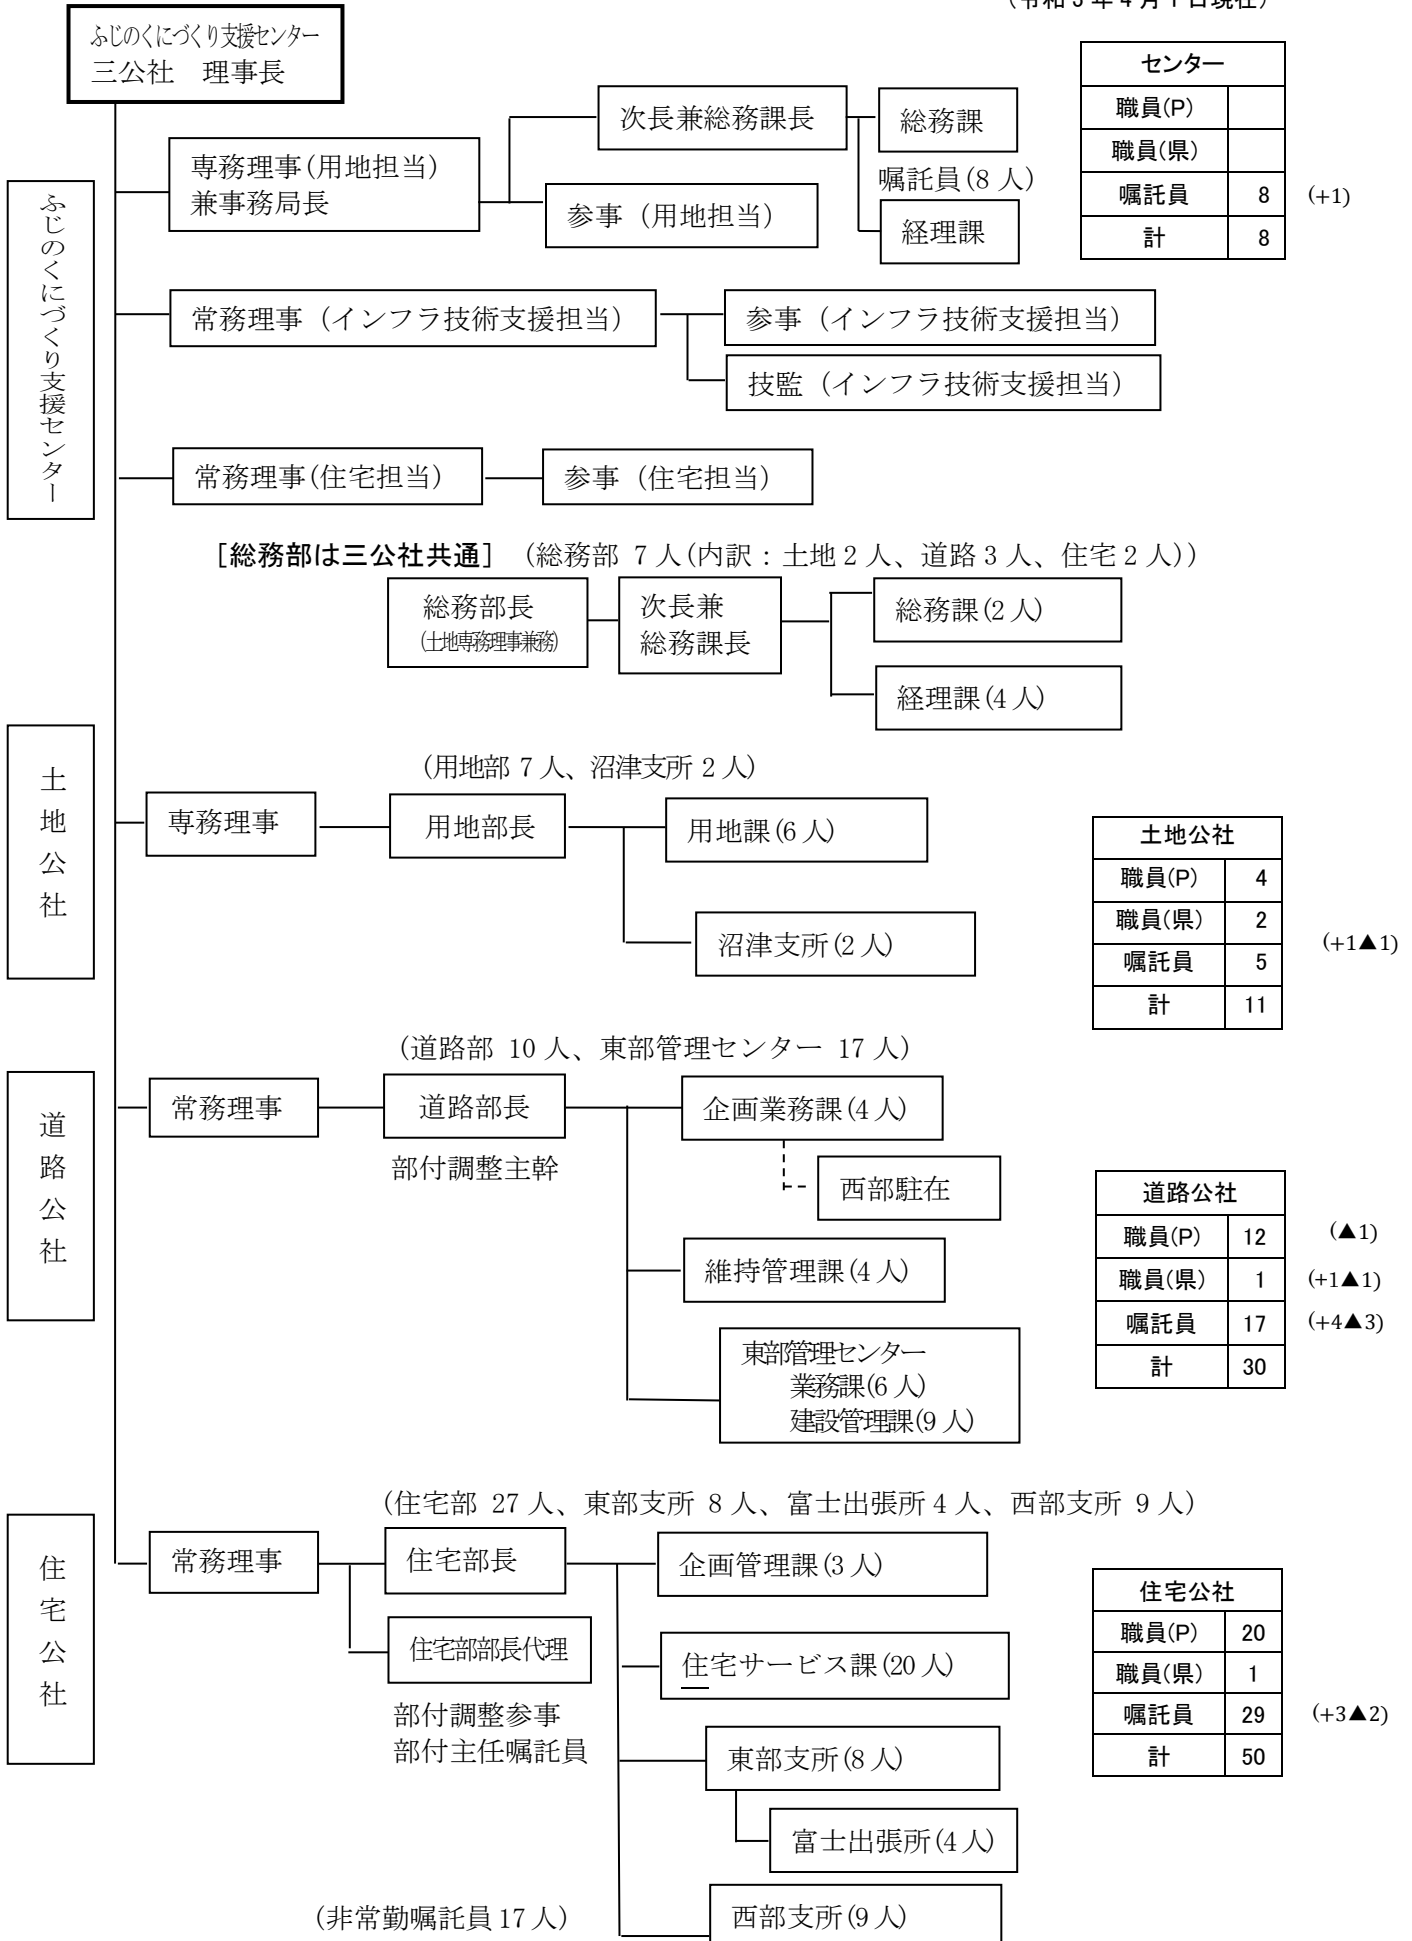 (令和5年4月1日現在)
ふじのくにづくり支援センター
三公社　理事長
センター
職員(P)
職員(県)
嘱託員 8 (+1)
計 8
次長兼総務課長
総務課
嘱託員(8人)
経理課
専務理事(用地担当)
兼事務局長
参事（用地担当）
ふじのくにづくり支援センター
常務理事（インフラ技術支援担当）
参事（インフラ技術支援担当）
技監（インフラ技術支援担当）
常務理事(住宅担当)
参事（住宅担当）
［総務部は三公社共通］（総務部 7人(内訳：土地2人、道路3人、住宅2人)）
総務部長
(土地専務理事兼務)
次長兼
総務課長
総務課(2人)
経理課(4人)
土地公社
(用地部 7人、沼津支所 2人)
専務理事
用地部長
用地課(6人)
沼津支所(2人)
土地公社
職員(P) 4
職員(県) 2
(+1▲1)
嘱託員 5
計 11
道路公社
(道路部 10人、東部管理センター 17人)
常務理事
道路部長
部付調整主幹
企画業務課(4人)
西部駐在
維持管理課(4人)
東部管理センター
業務課(6人)
建設管理課(9人)
道路公社
職員(P) 12 (▲1)
職員(県) 1 (+1▲1)
嘱託員 17 (+4▲3)
計 30
住宅公社
(住宅部 27人、東部支所 8人、富士出張所4人、西部支所 9人)
常務理事
住宅部長
住宅部部長代理
部付調整参事
部付主任嘱託員
企画管理課(3人)
住宅サービス課(20人)
東部支所(8人)
富士出張所(4人)
西部支所(9人)
(非常勤嘱託員17人)
住宅公社
職員(P) 20
職員(県) 1
嘱託員 29 (+3▲2)
計 50